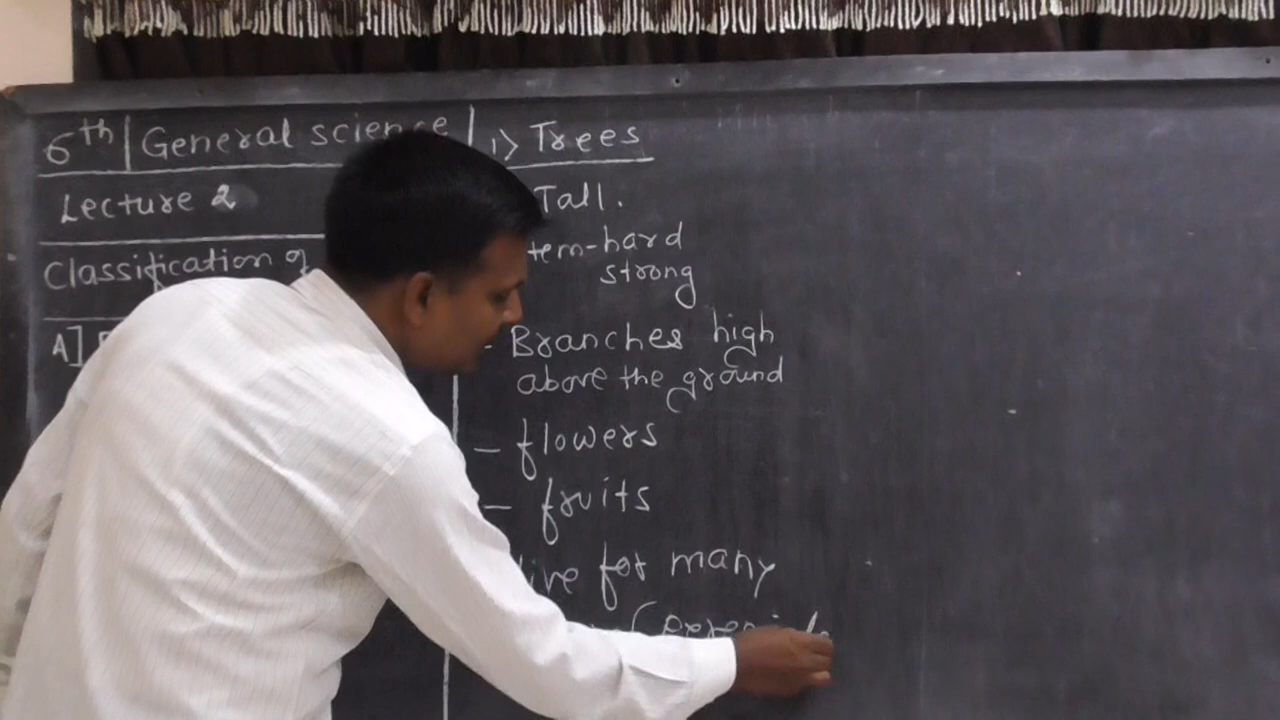 6th | General science
Lecture 2
Classification of
A]
1) Trees
Tall.
tem-hard
strong
- Branches high
above the ground
- flowers
- fruits
live for many